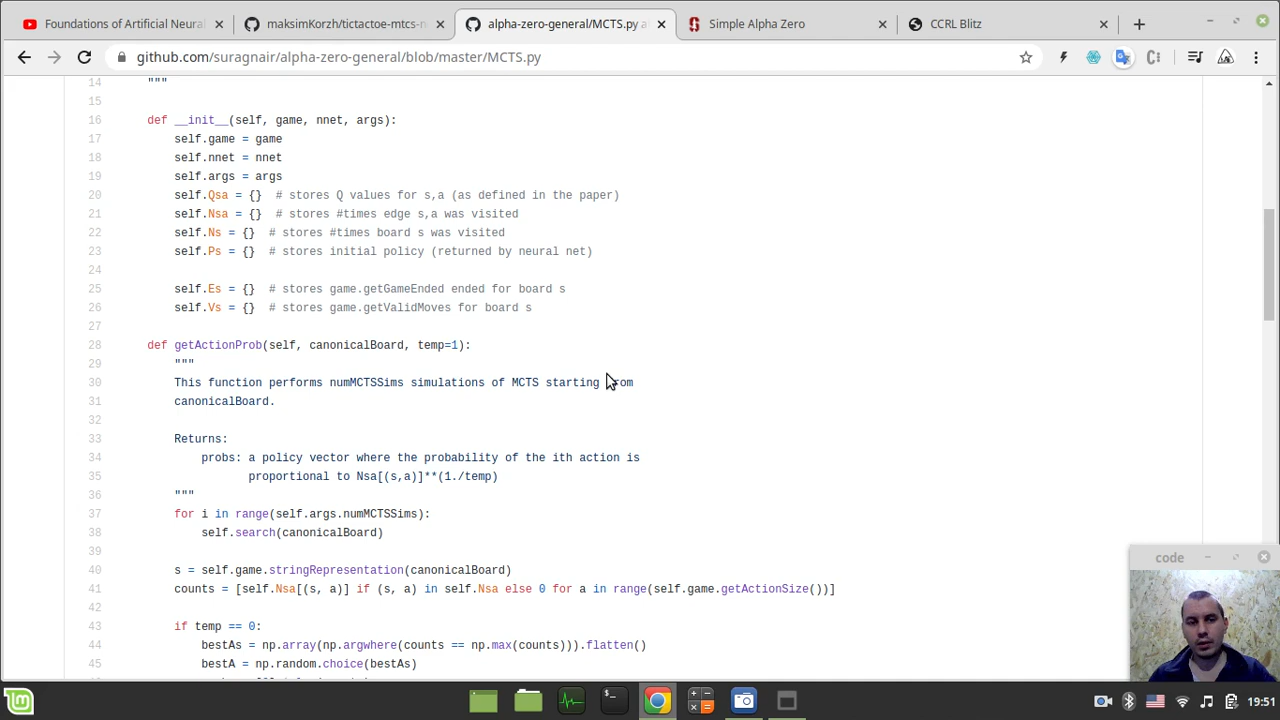 Foundations of Artificial Neural
maksimKorzh/tictactoe-mtcs-
alpha-zero-general/MCTS.py a
Simple Alpha Zero
CCRL Blitz
github.com/suragnair/alpha-zero-general/blob/master/MCTS.py
14 """
15
16 def __init__(self, game, nnet, args):
17 self.game = game
18 self.nnet = nnet
19 self.args = args
20 self.Qsa = {}  # stores Q values for s,a (as defined in the paper)
21 self.Nsa = {}  # stores #times edge s,a was visited
22 self.Ns = {}  # stores #times board s was visited
23 self.Ps = {}  # stores initial policy (returned by neural net)
24
25 self.Es = {}  # stores game.getGameEnded ended for board s
26 self.Vs = {}  # stores game.getValidMoves for board s
27
28 def getActionProb(self, canonicalBoard, temp=1):
29 """
30 This function performs numMCTSSims simulations of MCTS starting from
31 canonicalBoard.
32
33 Returns:
34 probs: a policy vector where the probability of the ith action is
35 proportional to Nsa[(s,a)]**(1./temp)
36 """
37 for i in range(self.args.numMCTSSims):
38 self.search(canonicalBoard)
39
40 s = self.game.stringRepresentation(canonicalBoard)
41 counts = [self.Nsa[(s, a)] if (s, a) in self.Nsa else 0 for a in range(self.game.getActionSize())]
42
43 if temp == 0:
44 bestAs = np.array(np.argwhere(counts == np.max(counts))).flatten()
45 bestA = np.random.choice(bestAs)
code
19:51